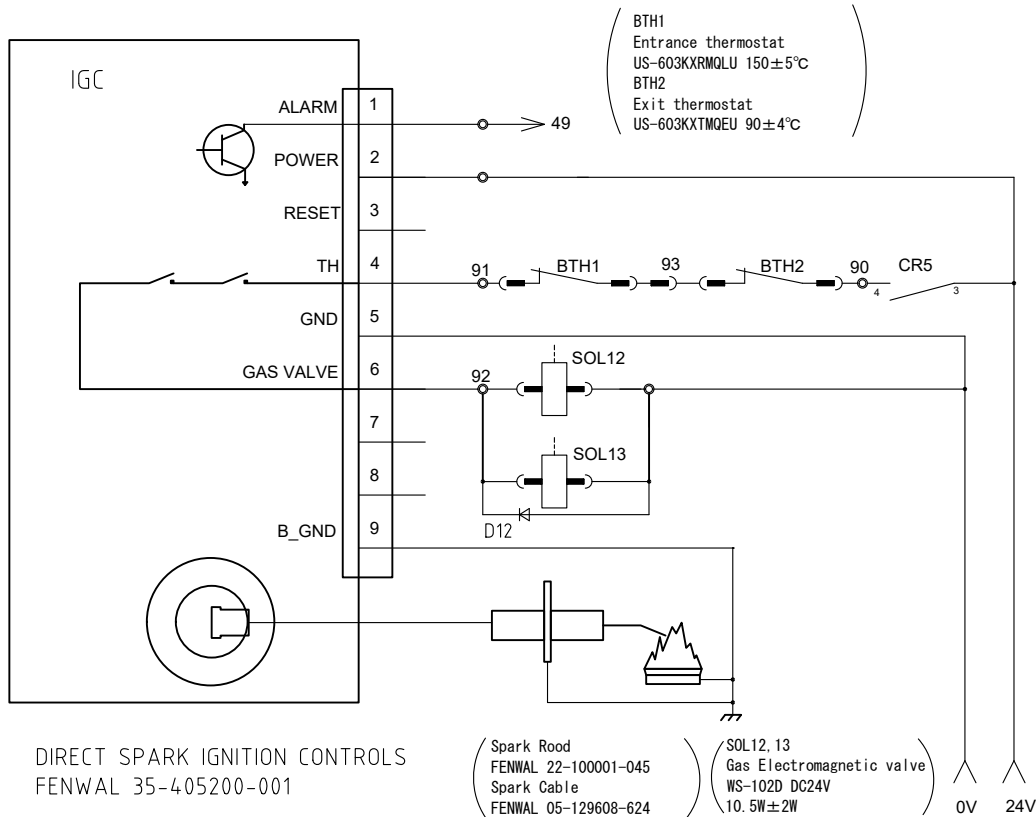 BTH1
Entrance thermostat
US-603KXRMQLU 150±5℃
BTH2
Exit thermostat
US-603KXTMQEU 90±4℃
IGC
ALARM 1
49
POWER 2
RESET 3
TH 4
91 BTH1 93 BTH2 90 CR5
4 3
GND 5
GAS VALVE 6
92 SOL12
7
SOL13
8
D12
B_GND 9
DIRECT SPARK IGNITION CONTROLS
FENWAL 35-405200-001
Spark Rood
FENWAL 22-100001-045
Spark Cable
FENWAL 05-129608-624
SOL12,13
Gas Electromagnetic valve
WS-102D DC24V
10.5W±2W
0V 24V